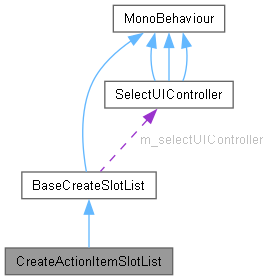 MonoBehaviour
SelectUIController
m_selectUIController
BaseCreateSlotList
CreateActionItemSlotList